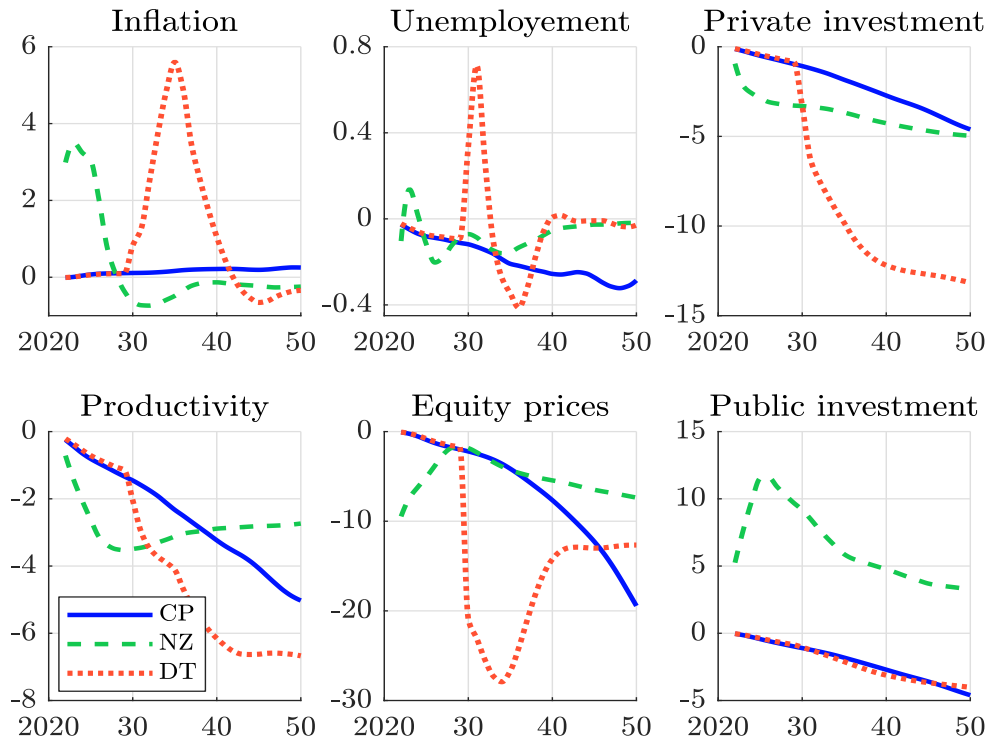 Inflation
Unemployement
Private investment
6
4
2
0
2020 30 40 50
0.8
0.4
0
-0.4
2020 30 40 50
0
-5
-10
-15
2020 30 40 50
Productivity
Equity prices
Public investment
0
-2
-4
-6
-8
CP
NZ
DT
2020 30 40 50
0
-10
-20
-30
2020 30 40 50
15
10
5
0
-5
2020 30 40 50